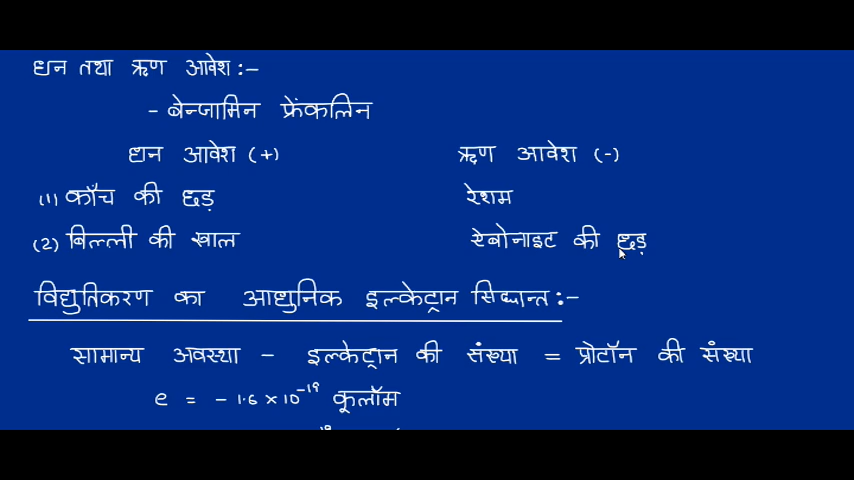 धन तथा ऋण आवेश :-
- बेन्जामिन फ्रेंकलिन
धन आवेश (+) ऋण आवेश (-)
(1) काँच की छड़ रेशम
(2) बिल्ली की खाल ऐबोनाइट की छड़
विद्युतिकरण का आधुनिक इल्केट्रान सिद्धान्त :-
सामान्य अवस्था - इल्केट्रान की संख्या = प्रोटॉन की संख्या
e = - 1.6 × 10⁻¹⁹ कूलॉम